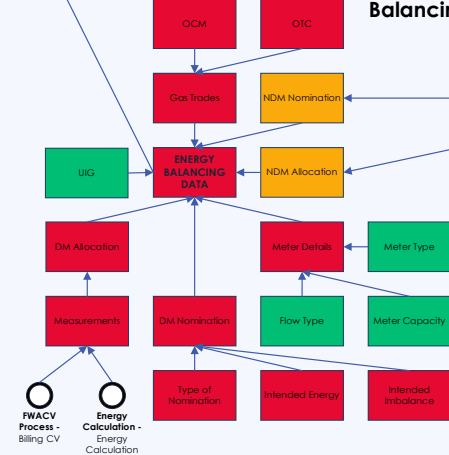 Balancin
OCM
OTC
Gas Trades
NDM Nomination
UIG
ENERGY
BALANCING
DATA
NDM Allocation
DM Allocation
Meter Details
Meter Type
Measurements
DM Nomination
Flow Type
Meter Capacity
FWACV
Process -
Billing CV
Energy
Calculation -
Energy
Calculation
Type of
Nomination
Intended Energy
Intended
Imbalance